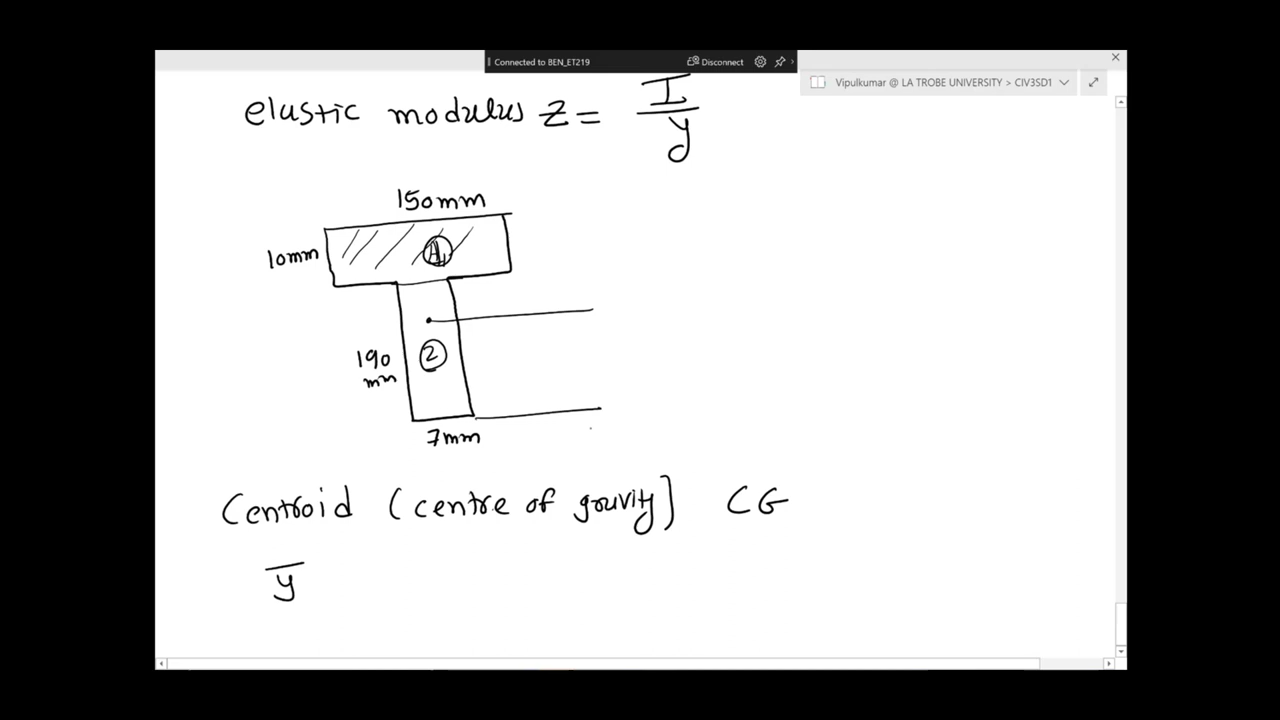 Connected to BEN_ET219
Disconnect
Vipulkumar @ LA TROBE UNIVERSITY > CIV3SD1
elastic modulus Z = I
y
150mm
10mm
A1
190
mm
2
7mm
Centroid (centre of gravity) CG
y̅